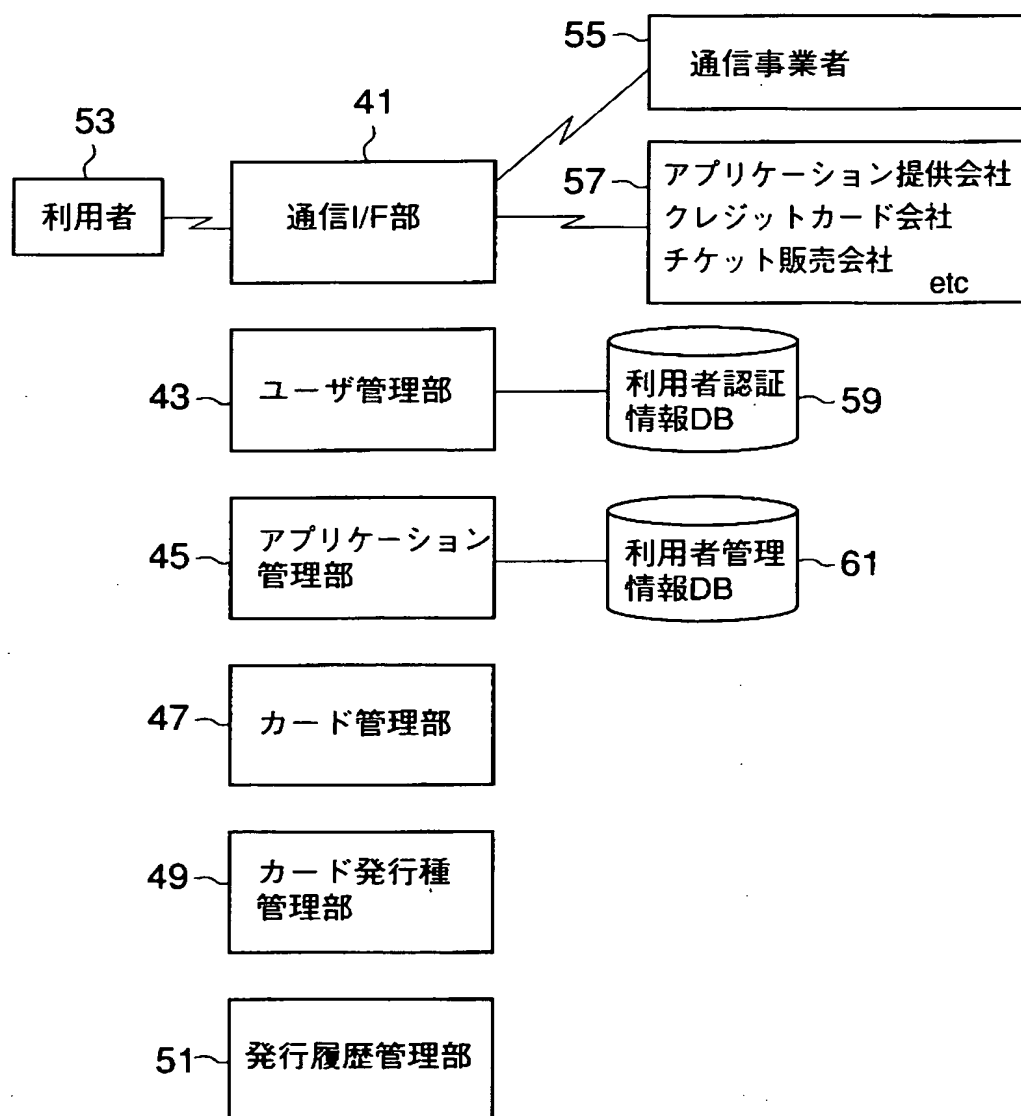 55
通信事業者
53
41
利用者
通信I/F部
57
アプリケーション提供会社
クレジットカード会社
チケット販売会社
etc
43
ユーザ管理部
利用者認証
情報DB
59
45
アプリケーション
管理部
利用者管理
情報DB
61
47
カード管理部
49
カード発行種
管理部
51
発行履歴管理部